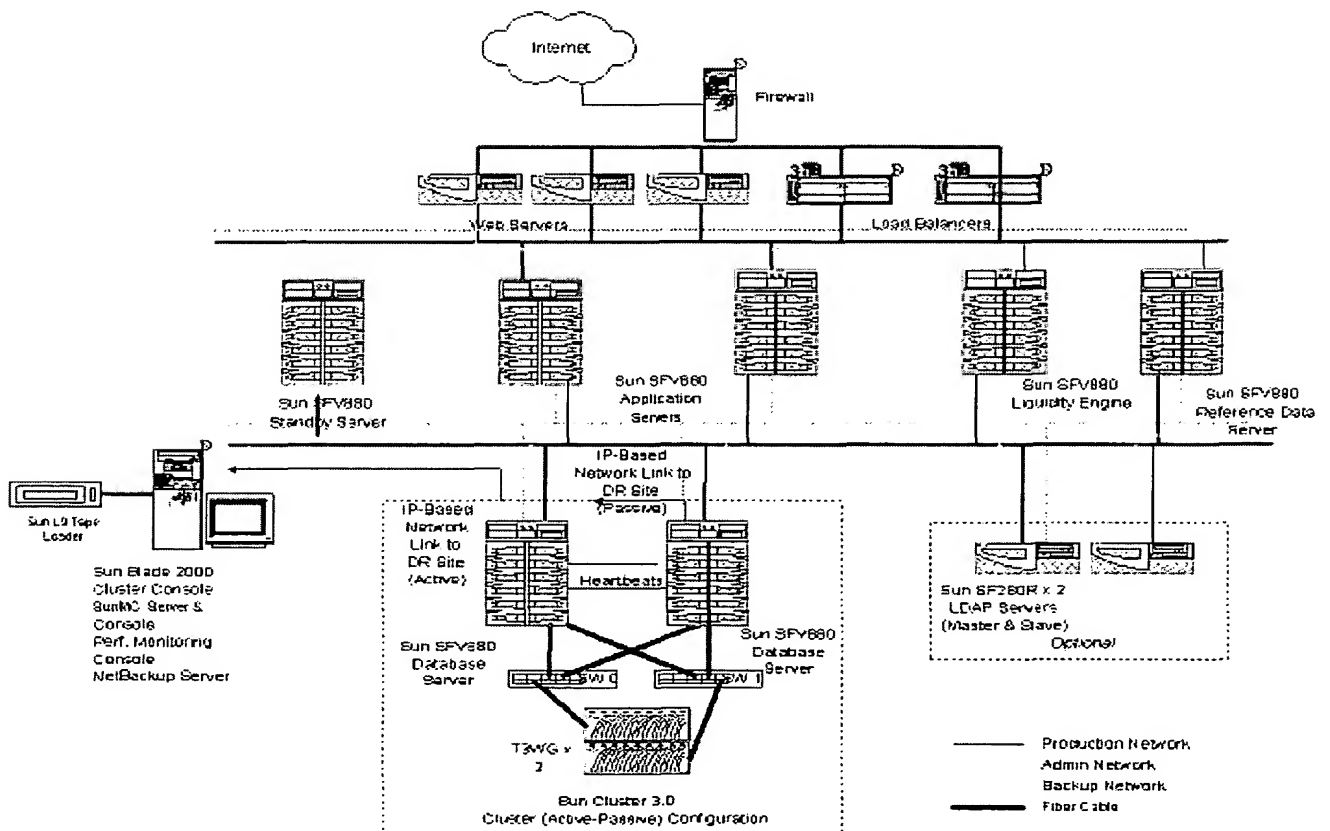 Internet
Firewall
Web Servers
Load Balancers
Sun SFV880
Standby Server
Sun SFV880
Application
Servers
Sun SFV880
Liquidity Engine
Sun SFV880
Reference Data
Server
IP-Based
Network Link to
DR Site
(Passive)
Sun L9 Tape
Loader
IP-Based
Network
Link to
DR Site
(Active)
Heartbeats
Sun Blade 2000
Cluster Console
SunMC Server &
Console
Perf. Monitoring
Console
NetBackup Server
Sun SFV880
Database
Server
Sun SFV880
Database
Server
Sun SF280R x 2
LDAP Servers
(Master & Slave)
Optional
SW 0
SW 1
T3WG x
2
Sun Cluster 3.0
Cluster (Active-Passive) Configuration
Production Network
Admin Network
Backup Network
Fiber Cable